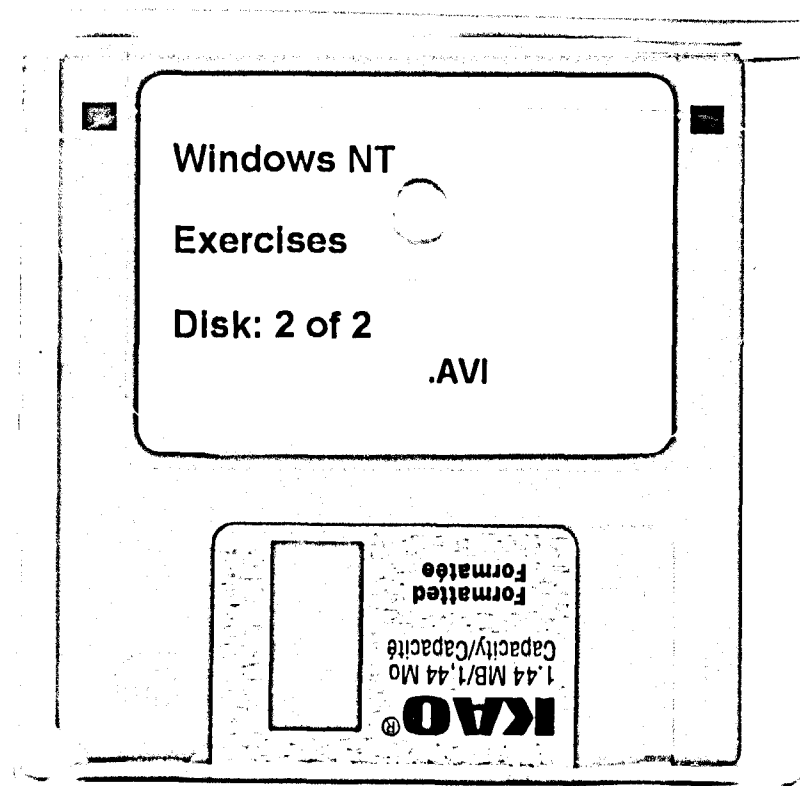 Windows NT
Exercises
Disk: 2 of 2
.AVI
KAO®
1.44 MB/1,44 Mo
Capacity/Capacité
Formatted
Formatée